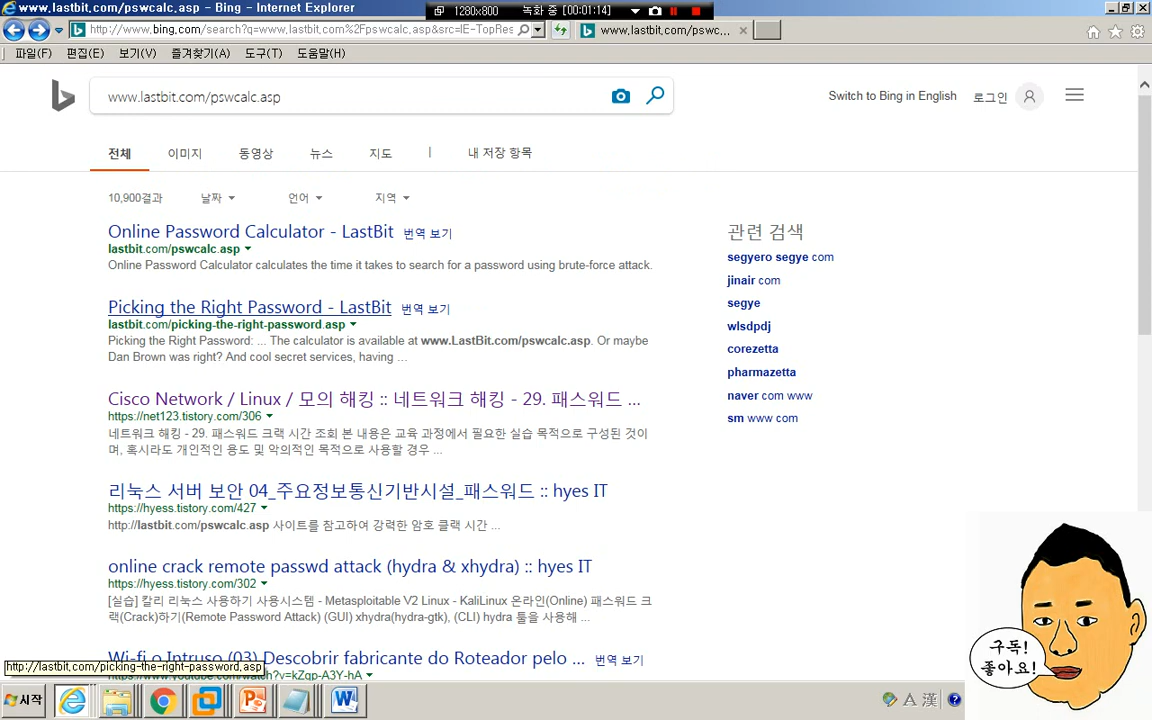 www.lastbit.com/pswcalc.asp - Bing - Internet Explorer
1280x800 녹화 중 [00:01:14]
http://www.bing.com/search?q=www.lastbit.com%2Fpswcalc.asp&src=IE-TopRes
www.lastbit.com/pswc...
파일(F) 편집(E) 보기(V) 즐겨찾기(A) 도구(T) 도움말(H)
www.lastbit.com/pswcalc.asp
Switch to Bing in English 로그인
전체 이미지 동영상 뉴스 지도 | 내 저장 항목
10,900결과 날짜 언어 지역
Online Password Calculator - LastBit 번역 보기
lastbit.com/pswcalc.asp
Online Password Calculator calculates the time it takes to search for a password using brute-force attack.
Picking the Right Password - LastBit 번역 보기
lastbit.com/picking-the-right-password.asp
Picking the Right Password: ... The calculator is available at www.LastBit.com/pswcalc.asp. Or maybe
Dan Brown was right? And cool secret services, having ...
Cisco Network / Linux / 모의 해킹 :: 네트워크 해킹 - 29. 패스워드 ...
https://net123.tistory.com/306
네트워크 해킹 - 29. 패스워드 크랙 시간 조회 본 내용은 교육 과정에서 필요한 실습 목적으로 구성된 것이
며, 혹시라도 개인적인 용도 및 악의적인 목적으로 사용할 경우 ...
리눅스 서버 보안 04_주요정보통신기반시설_패스워드 :: hyes IT
https://hyess.tistory.com/427
http://lastbit.com/pswcalc.asp 사이트를 참고하여 강력한 암호 클랙 시간 ...
online crack remote passwd attack (hydra & xhydra) :: hyes IT
https://hyess.tistory.com/302
[실습] 칼리 리눅스 사용하기 사용시스템 - Metasploitable V2 Linux - KaliLinux 온라인(Online) 패스워드 크
랙(Crack)하기(Remote Password Attack) (GUI) xhydra(hydra-gtk), (CLI) hydra 툴을 사용해 ...
Wi-fi o Intruso (03) Descobrir fabricante do Roteador pelo ... 번역 보기
https://www.youtube.com/watch?v=kZqp-A3Y-hA
관련 검색
segyero segye com
jinair com
segye
wlsdpdj
corezetta
pharmazetta
naver com www
sm www com
구독!
좋아요!
http://lastbit.com/picking-the-right-password.asp
시작
A 漢